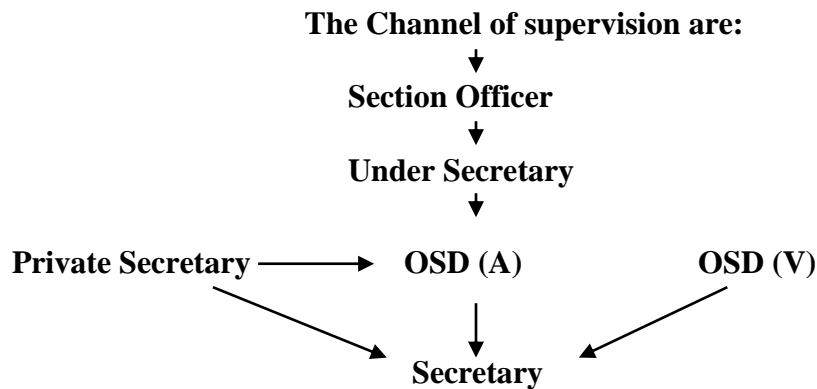 The Channel of supervision are:
Section Officer
Under Secretary
Private Secretary OSD (A) OSD (V)
Secretary